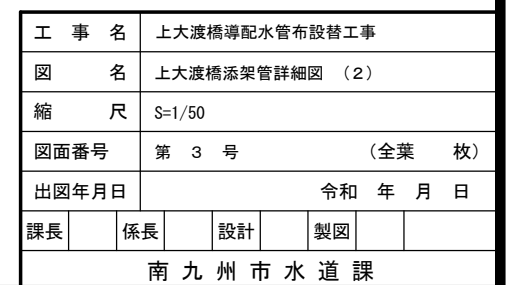 工事名 上大渡橋導配水管布設替工事
図名 上大渡橋添架管詳細図 （２）
縮尺 S=1/50
図面番号 第 ３ 号 （全葉 枚）
出図年月日 令和 年 月 日
課長 係長 設計 製図
南九州市水道課